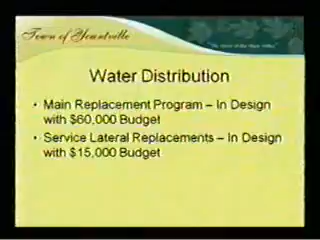 Town of Yountville
Water Distribution
• Main Replacement Program – In Design
with $60,000 Budget
• Service Lateral Replacements – In Design
with $15,000 Budget